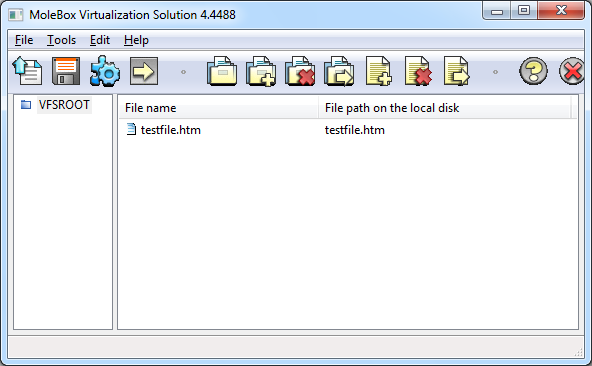 MoleBox Virtualization Solution 4.4488
File Tools Edit Help
VFSROOT
File name File path on the local disk
testfile.htm testfile.htm